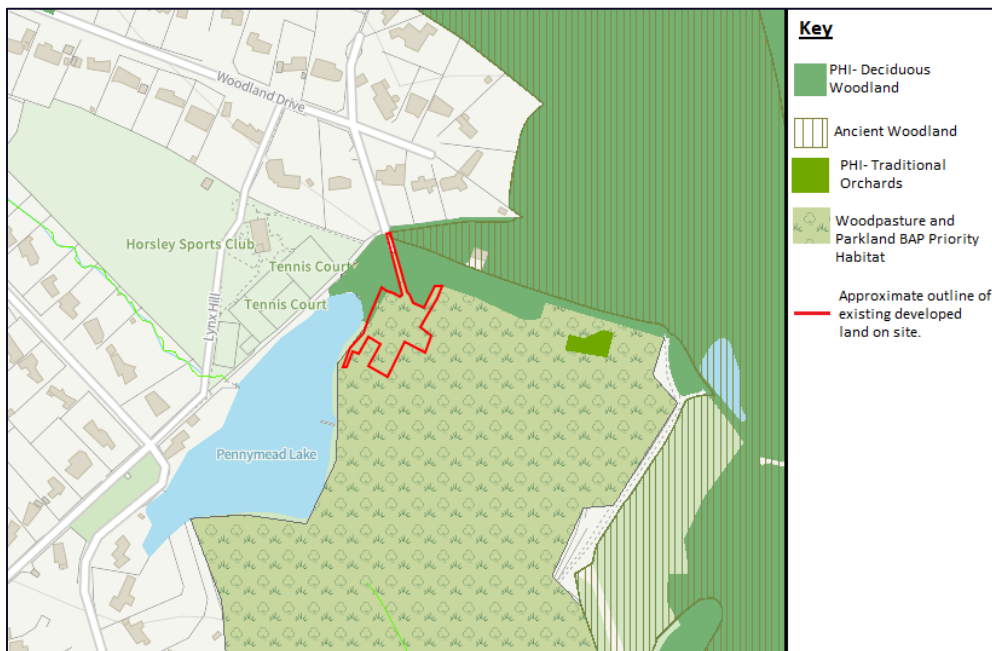 Woodland Drive
Horsley Sports Club
Tennis Court
Tennis Court
Lynx Hill
Pennymead Lake
Key
PHI- Deciduous
Woodland
Ancient Woodland
PHI- Traditional
Orchards
Woodpasture and
Parkland BAP Priority
Habitat
Approximate outline of
existing developed
land on site.